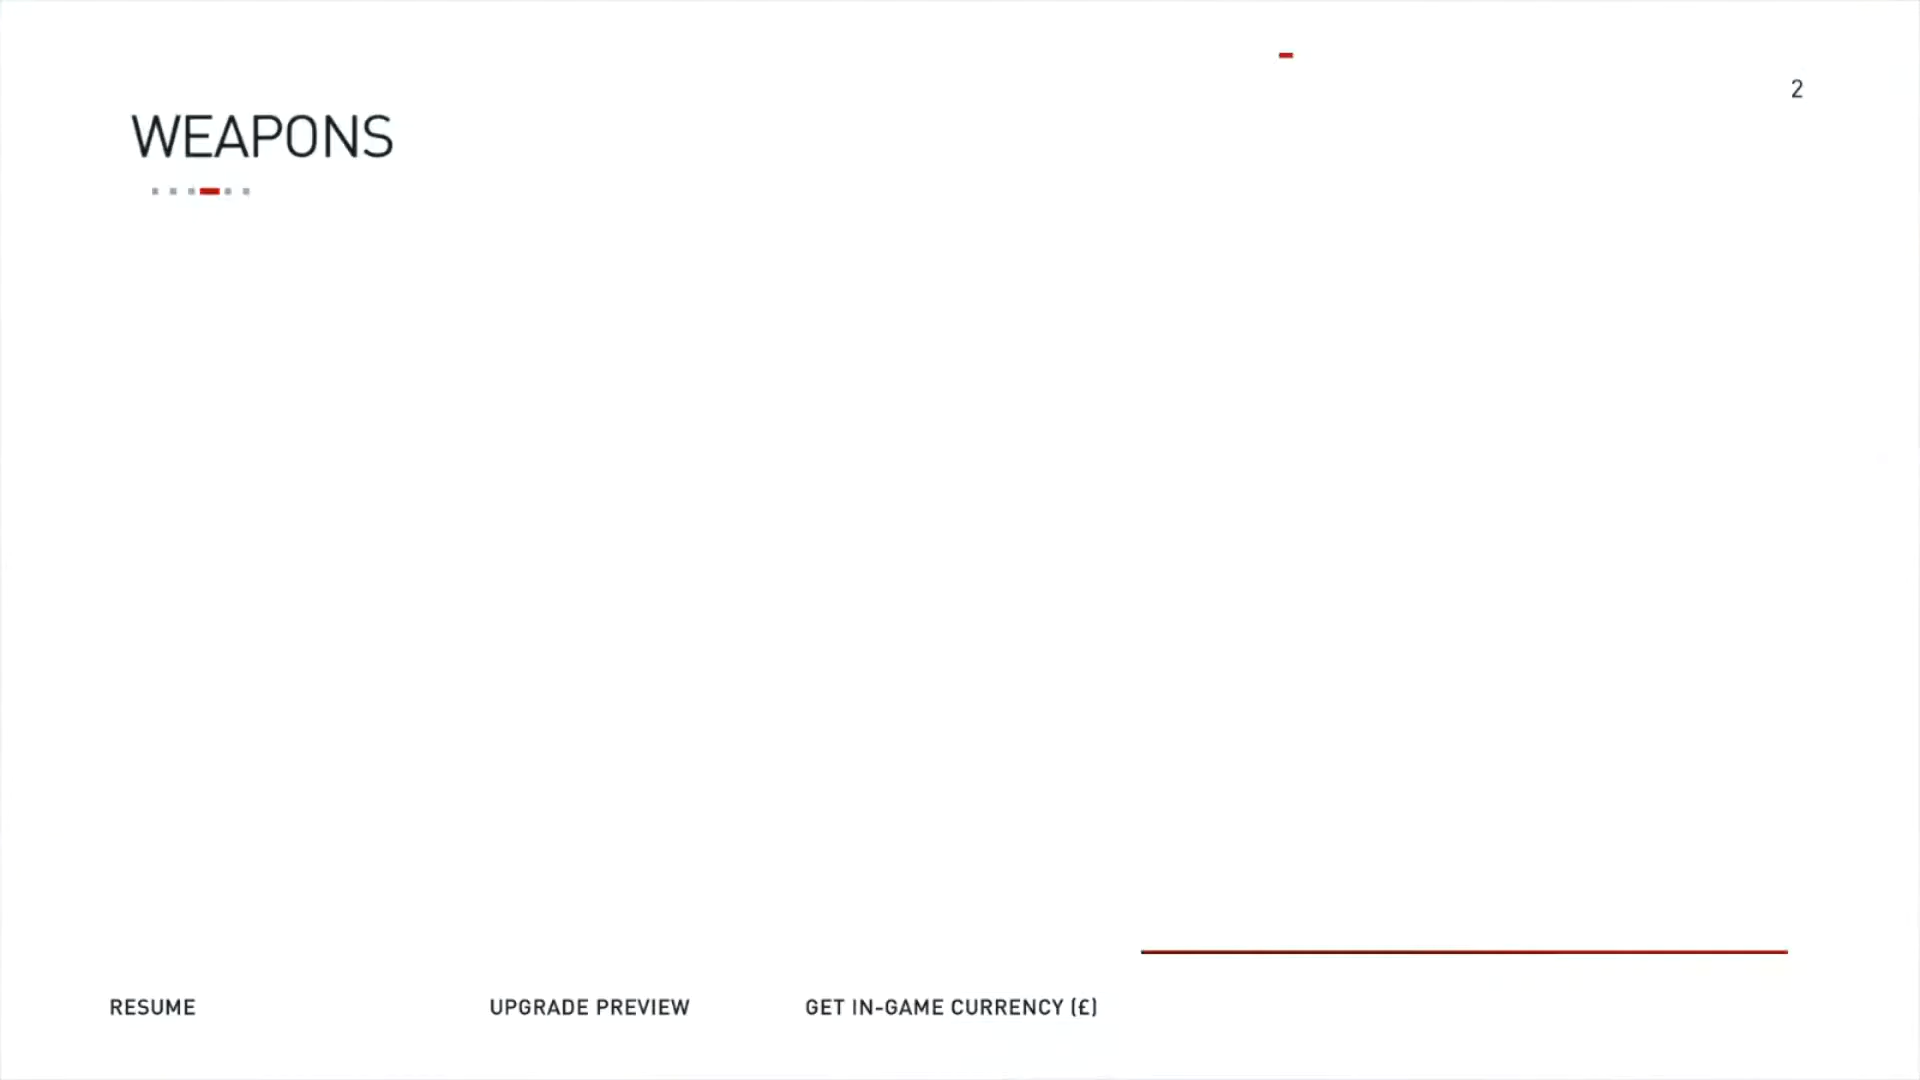 2
WEAPONS
RESUME
UPGRADE PREVIEW
GET IN-GAME CURRENCY (£)